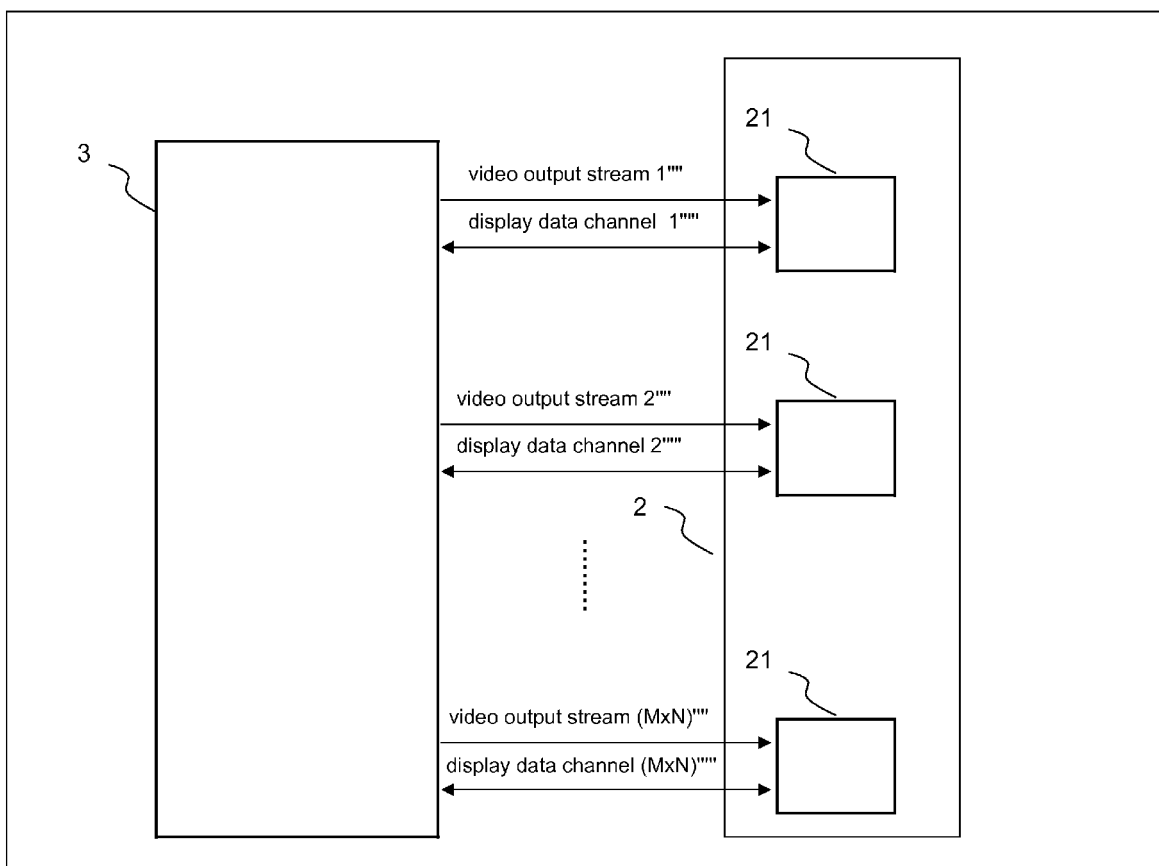 21
3
video output stream 1""
display data channel 1"""
21
video output stream 2""
display data channel 2"""
2
21
video output stream (MxN)""
display data channel (MxN)"""